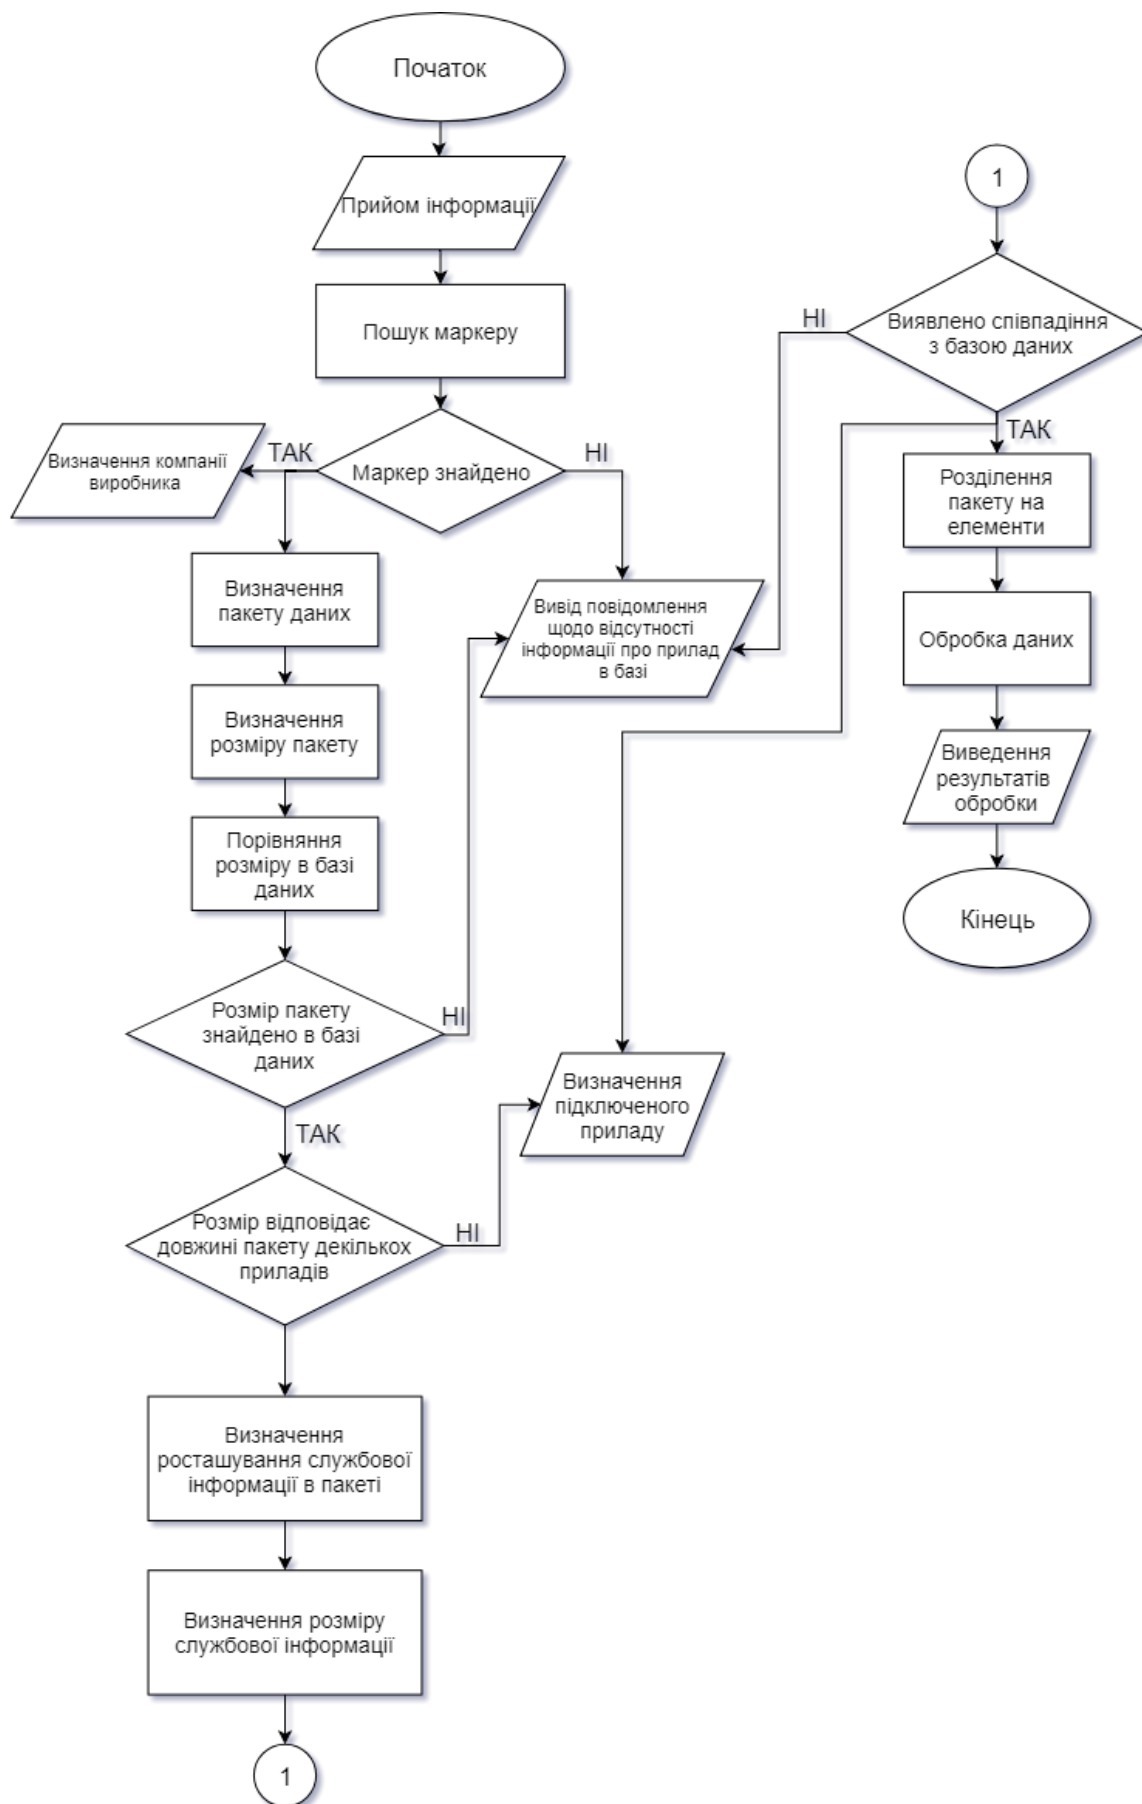 Початок
Прийом інформації
Пошук маркеру
Маркер знайдено
ТАК
НІ
Визначення компанії
виробника
Визначення
пакету даних
Визначення
розміру пакету
Порівняння
розміру в базі
даних
Розмір пакету
знайдено в базі
даних
НІ
ТАК
Розмір відповідає
довжині пакету декількох
приладів
НІ
Визначення
росташування службової
інформації в пакеті
Визначення розміру
службової інформації
1
Вивід повідомлення
щодо відсутності
інформації про прилад
в базі
Визначення
підключеного
приладу
1
Виявлено співпадіння
з базою даних
НІ
ТАК
Розділення
пакету на
елементи
Обробка даних
Виведення
результатів
обробки
Кінець